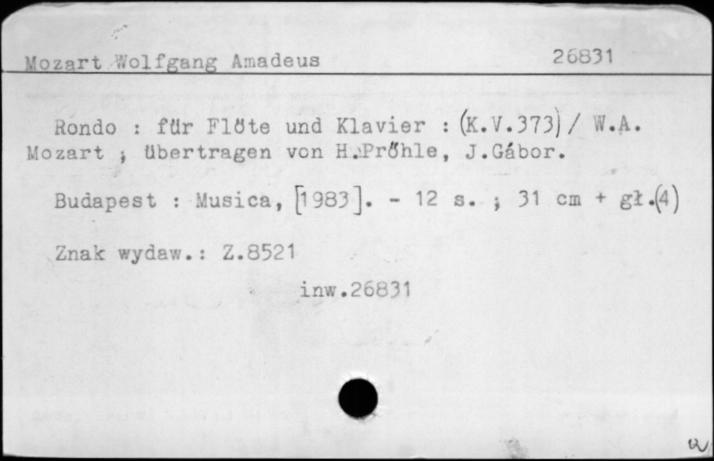 Mozart Wolfgang Amadeus 26831
Rondo : für Flöte und Klavier : (K.V.373) / W.A.
Mozart ; übertragen von H.Prőhle, J.Gábor.
Budapest : Musica, [1983]. - 12 s. ; 31 cm + gł.(4)
Znak wydaw.: Z.8521
inw.26831